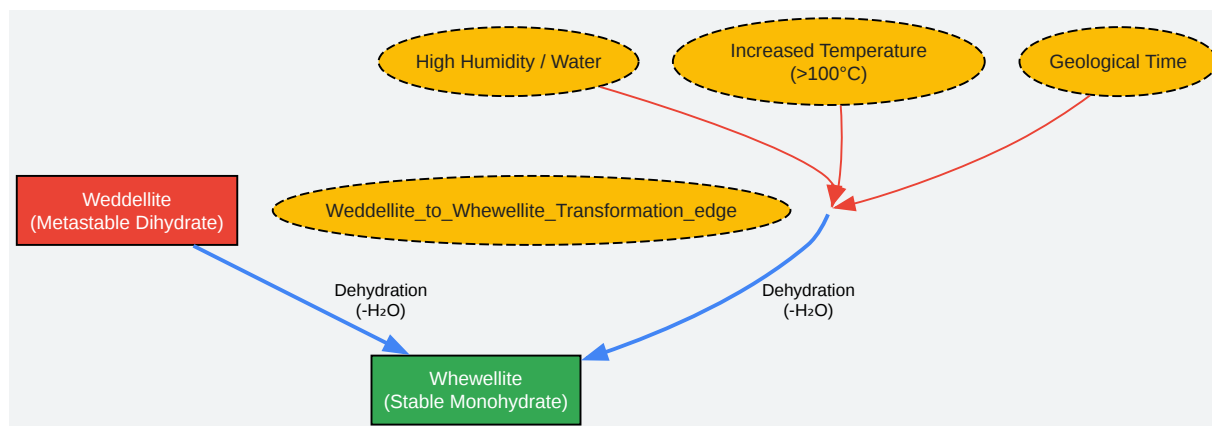 High Humidity / Water
Increased Temperature
(>100°C)
Geological Time
Weddellite
(Metastable Dihydrate)
Weddellite_to_Whewellite_Transformation_edge
Dehydration
(-H₂O)
Dehydration
(-H₂O)
Whewellite
(Stable Monohydrate)